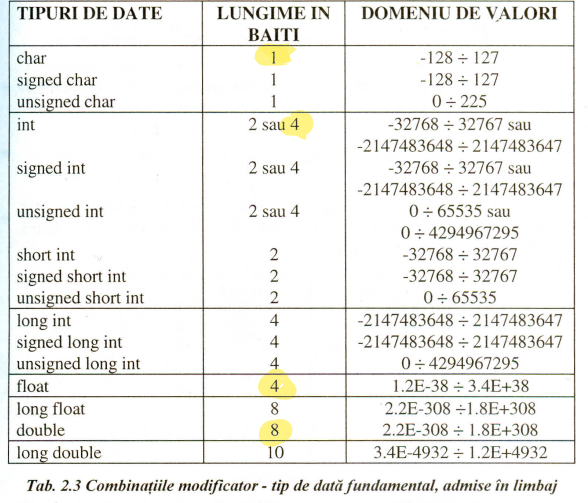 TIPURI DE DATE LUNGIME IN DOMENIU DE VALORI
BAITI
char 1 -128 ÷ 127
signed char 1 -128 ÷ 127
unsigned char 1 0 ÷ 225
int 2 sau 4 -32768 ÷ 32767 sau
-2147483648 ÷ 2147483647
signed int 2 sau 4 -32768 ÷ 32767 sau
-2147483648 ÷ 2147483647
unsigned int 2 sau 4 0 ÷ 65535 sau
0 ÷ 4294967295
short int 2 -32768 ÷ 32767
signed short int 2 -32768 ÷ 32767
unsigned short int 2 0 ÷ 65535
long int 4 -2147483648 ÷ 2147483647
signed long int 4 -2147483648 ÷ 2147483647
unsigned long int 4 0 ÷ 4294967295
float 4 1.2E-38 ÷ 3.4E+38
long float 8 2.2E-308 ÷1.8E+308
double 8 2.2E-308 ÷ 1.8E+308
long double 10 3.4E-4932 ÷ 1.2E+4932
Tab. 2.3 Combinațiile modificator - tip de dată fundamental, admise în limbaj